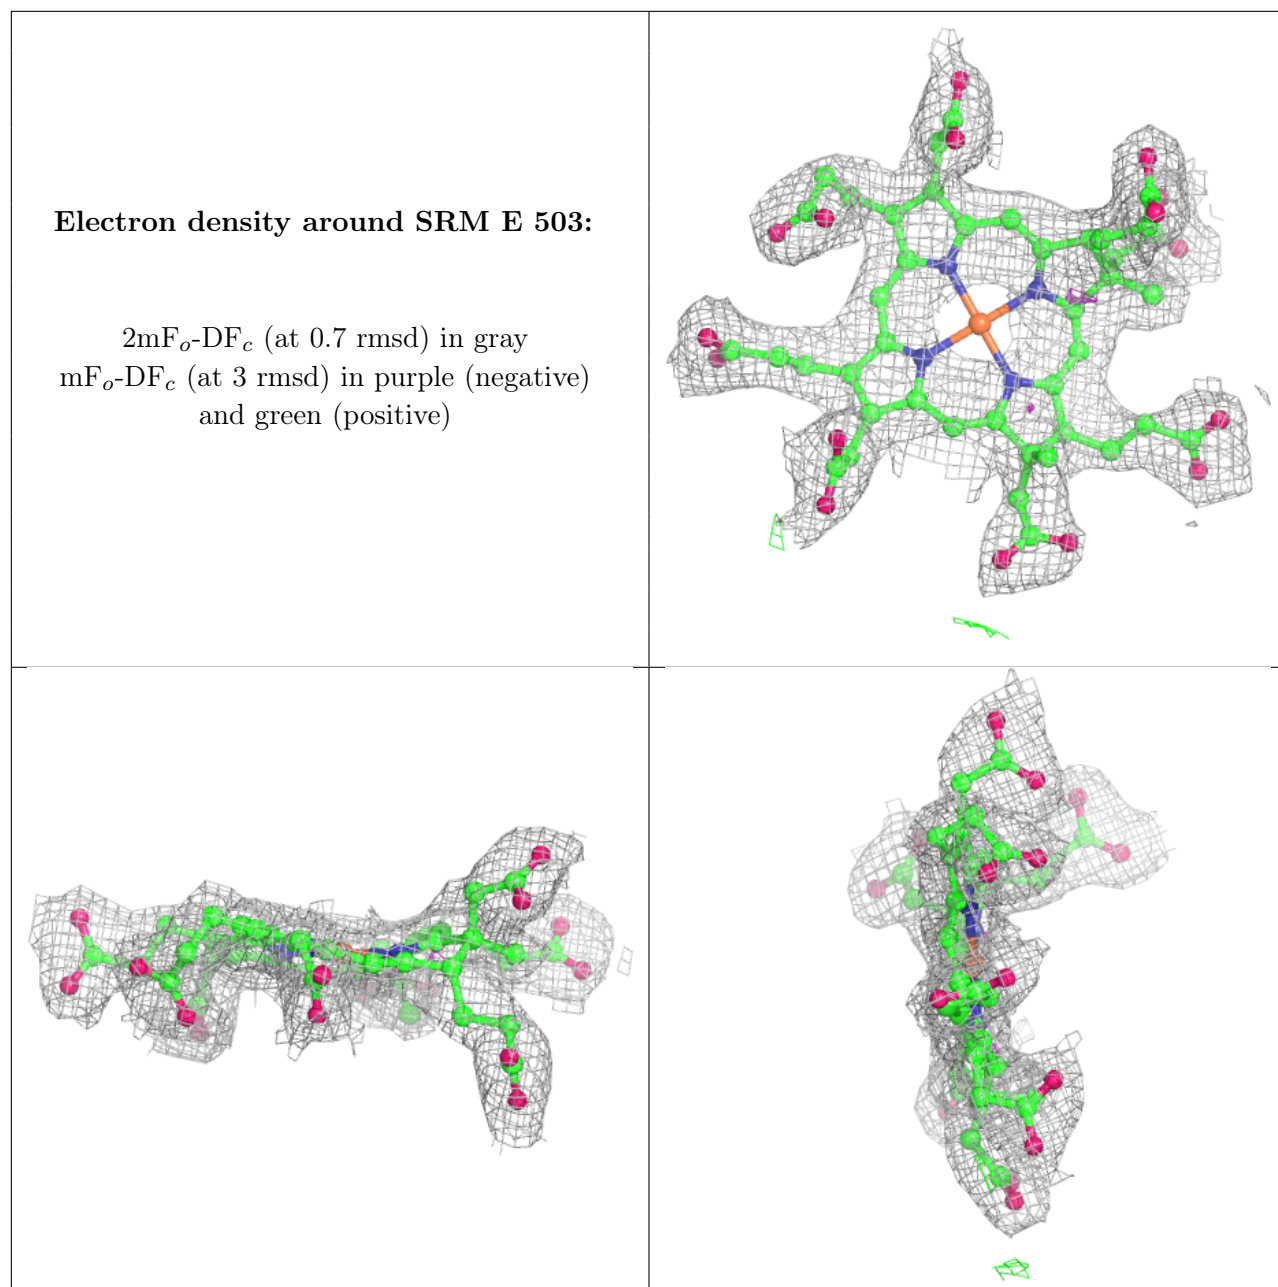 Electron density around SRM E 503:
2mFo-DFc (at 0.7 rmsd) in gray
mFo-DFc (at 3 rmsd) in purple (negative)
and green (positive)